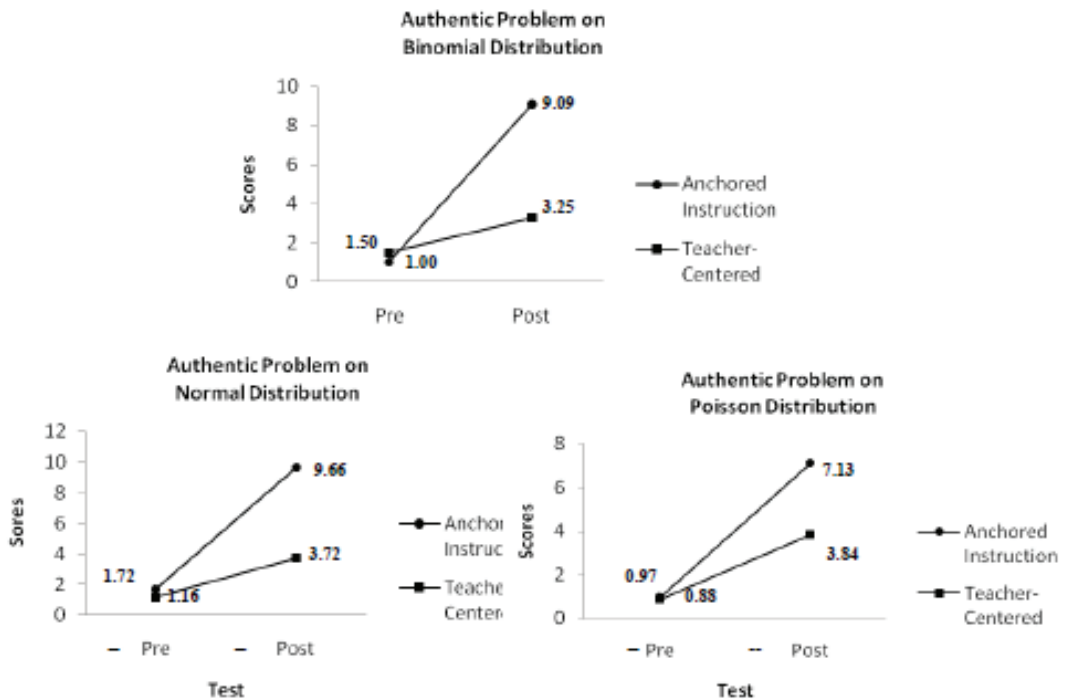 Authentic Problem on
Binomial Distribution
10
8
6
4
2
0
Scores
9.09
3.25
1.50
1.00
Pre
Post
Anchored
Instruction
Teacher-
Centered
Authentic Problem on
Normal Distribution
12
10
8
6
4
2
0
Sores
9.66
3.72
1.72
1.16
– Pre
– Post
Test
Anchor
Instruc
Teache
Center
Authentic Problem on
Poisson Distribution
8
6
4
2
0
Scores
7.13
3.84
0.97
0.88
– Pre
-- Post
Test
Anchored
Instruction
Teacher-
Centered